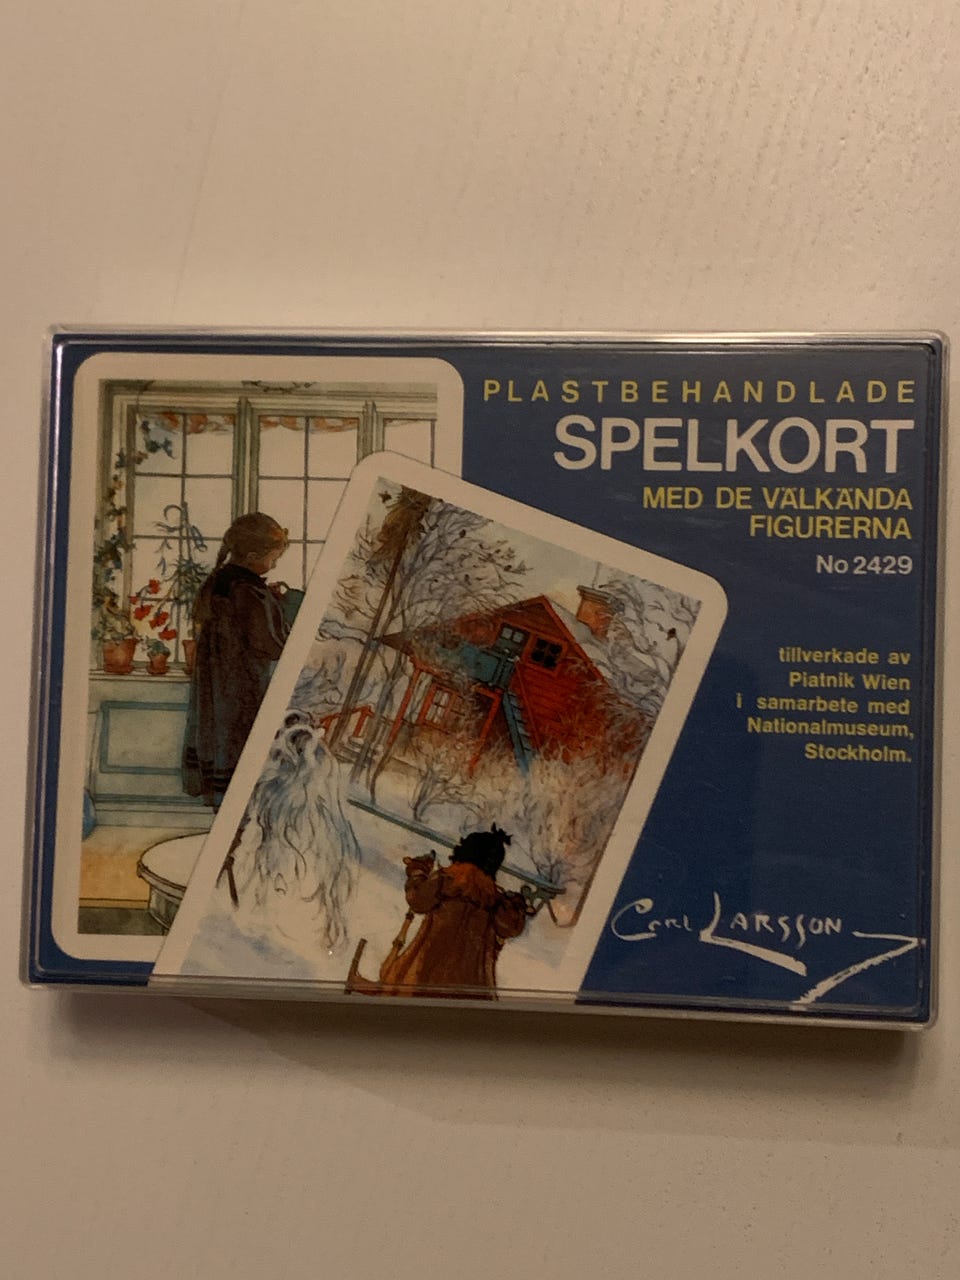 PLASTBEHANDLADE
SPELKORT
MED DE VÄLKÄNDA
FIGURERNA
No 2429
tillverkade av
Piatnik Wien
i samarbete med
Nationalmuseum,
Stockholm.
Carl LARSSON